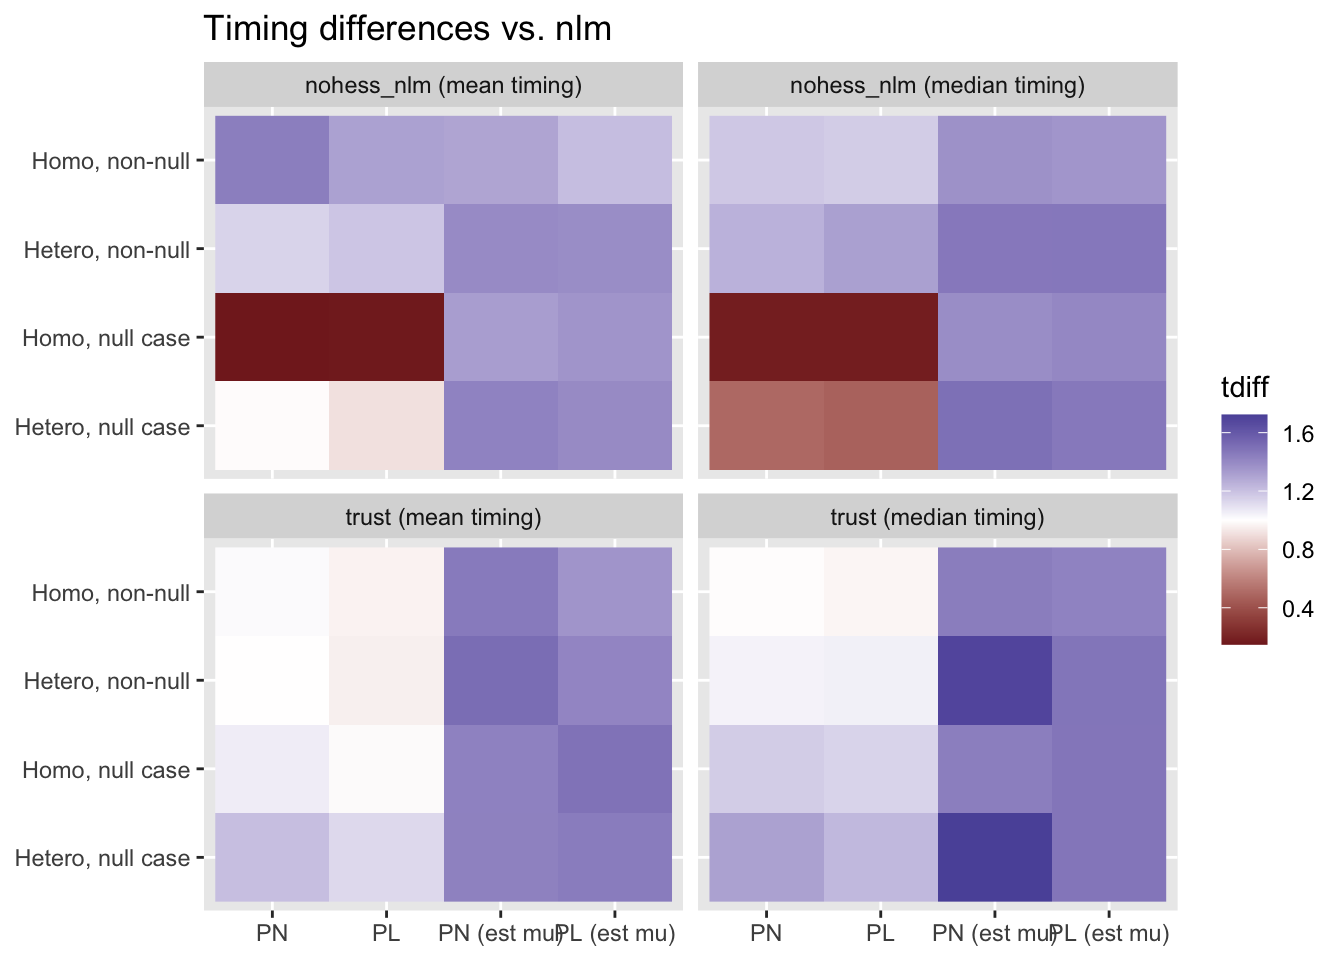 Timing differences vs. nlm
nohess_nlm (mean timing)
nohess_nlm (median timing)
Homo, non-null
Hetero, non-null
Homo, null case
Hetero, null case
trust (mean timing)
trust (median timing)
Homo, non-null
Hetero, non-null
Homo, null case
Hetero, null case
PN PL PN (est mu) PL (est mu)
PN PL PN (est mu) PL (est mu)
tdiff
1.6
1.2
0.8
0.4